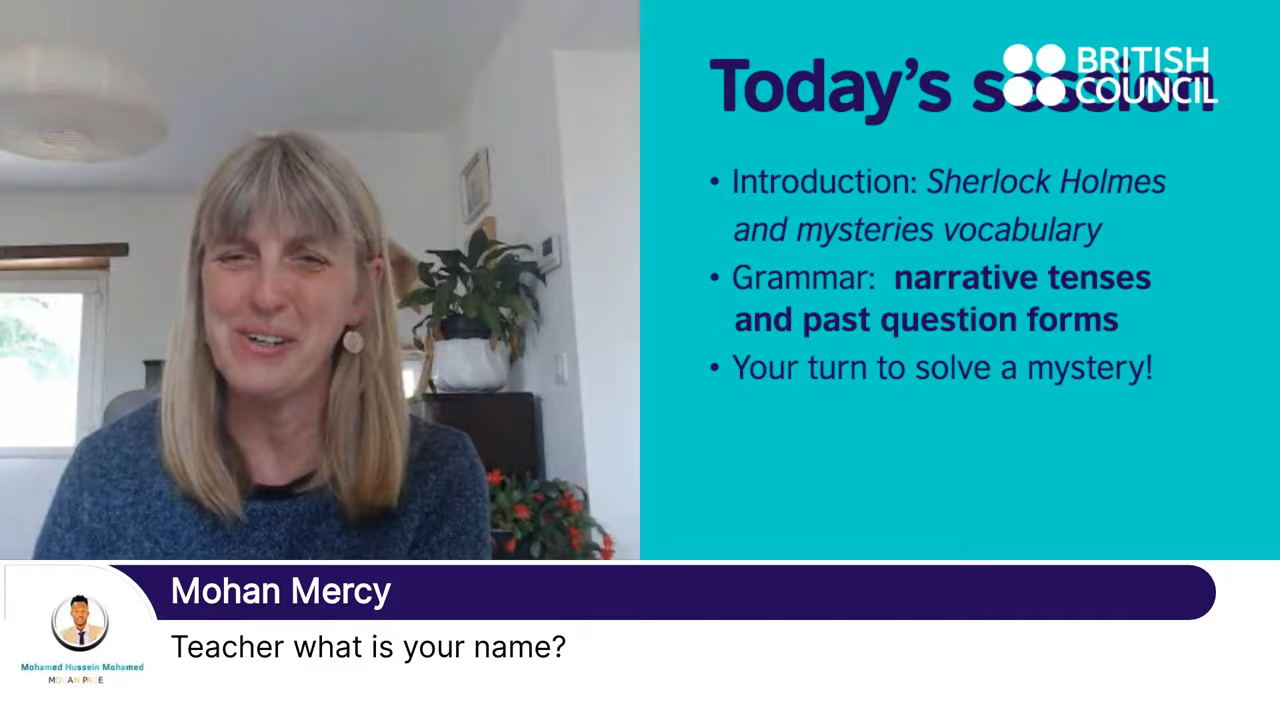 Today's session
BRITISH
COUNCIL
• Introduction: Sherlock Holmes
and mysteries vocabulary
• Grammar: narrative tenses
and past question forms
• Your turn to solve a mystery!
Mohan Mercy
Teacher what is your name?
Mohamed Hussein Mohamed